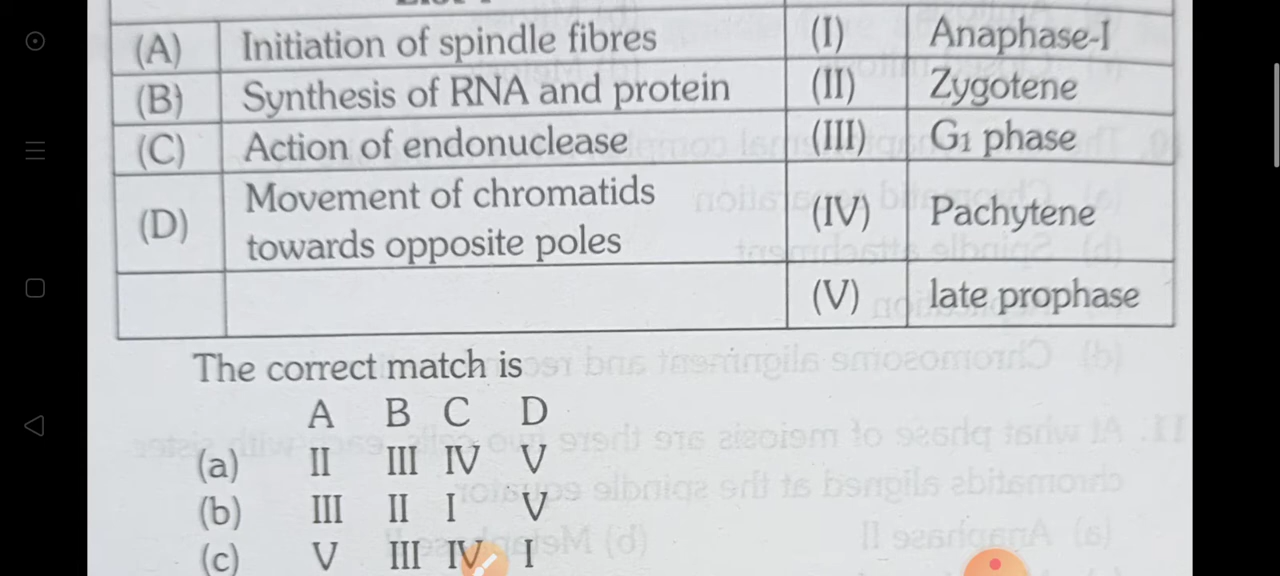 (A) Initiation of spindle fibres (I) Anaphase-I
(B) Synthesis of RNA and protein (II) Zygotene
(C) Action of endonuclease (III) G₁ phase
(D) Movement of chromatids towards opposite poles (IV) Pachytene
(V) late prophase
The correct match is
A B C D
(a) II III IV V
(b) III II I V
(c) V III IV I